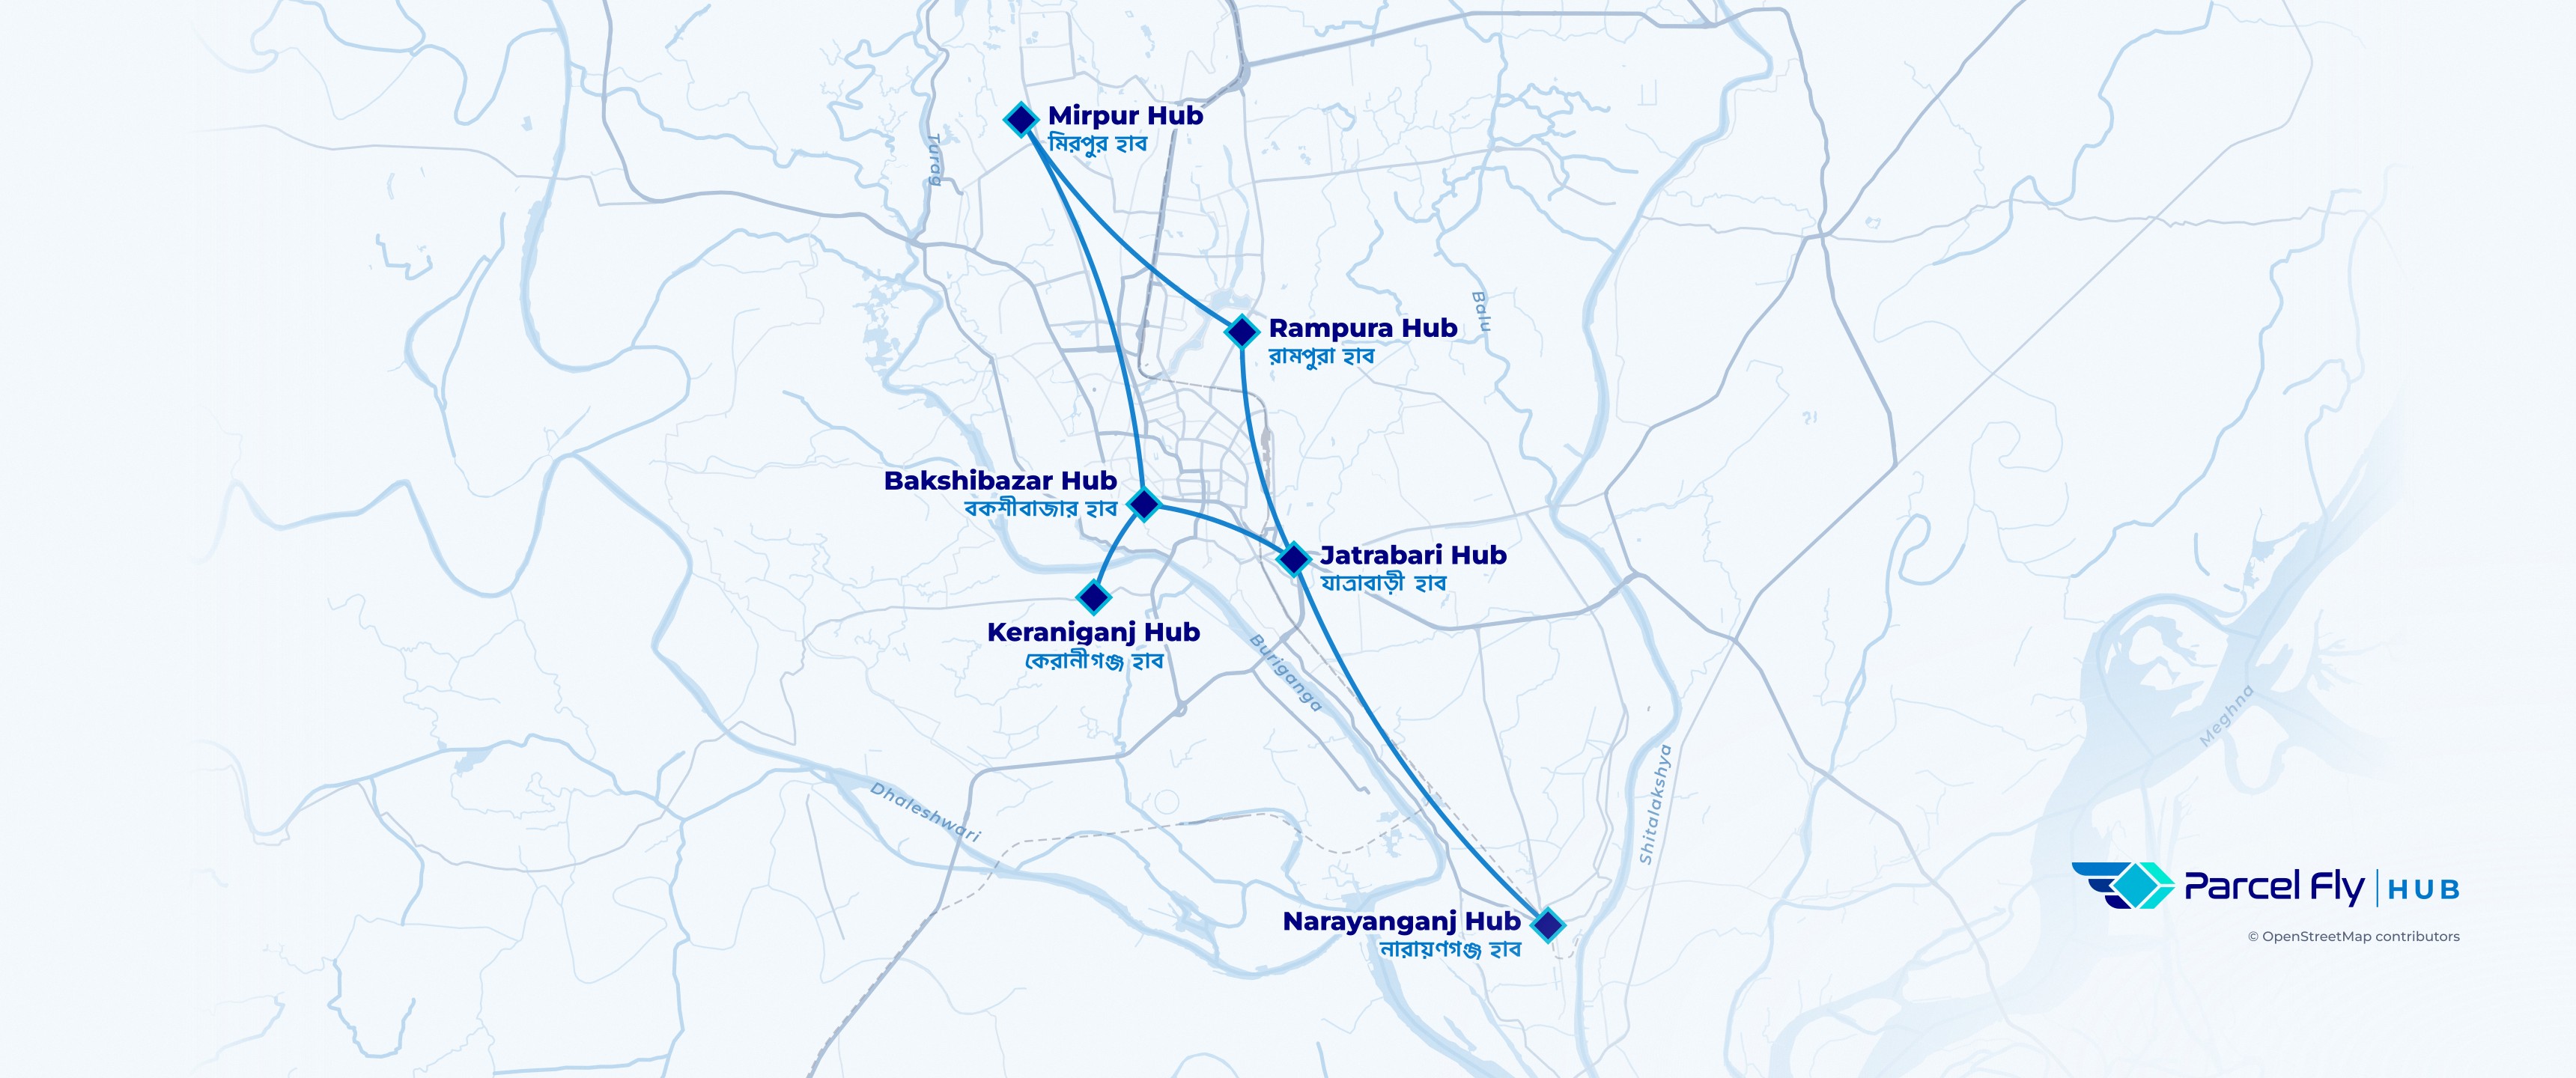 Mirpur Hub
মিরপুর হাব
Turag
Rampura Hub
রামপুরা হাব
Balu
Bakshibazar Hub
বকশীবাজার হাব
Jatrabari Hub
যাত্রাবাড়ী হাব
Keraniganj Hub
কেরানীগঞ্জ হাব
Buriganga
Meghna
Dhaleshwari
Shitalakshya
Narayanganj Hub
নারায়ণগঞ্জ হাব
Parcel Fly | HUB
© OpenStreetMap contributors